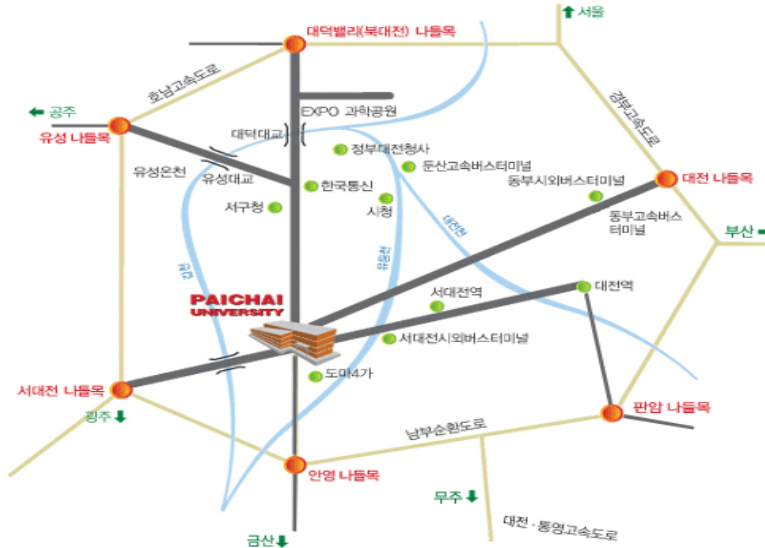 서울
대덕밸리(북대전) 나들목
호남고속도로
경부고속도로
공주
유성 나들목
EXPO 과학공원
대덕대교
정부대전청사
둔산고속버스터미널
유성온천
유성대교
한국통신
동부시외버스터미널
대전 나들목
서구청
시청
동부고속버스
터미널
대전천
부산
유등천
갑천
PAICHAI
UNIVERSITY
서대전역
대전역
서대전시외버스터미널
도마4가
서대전 나들목
광주
판암 나들목
남부순환도로
안영 나들목
무주
대전·통영고속도로
금산